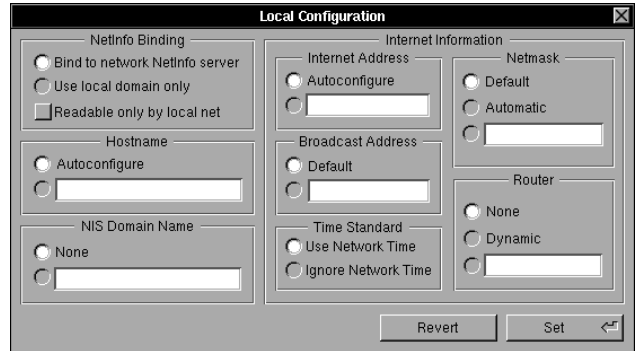 Local Configuration
NetInfo Binding
Bind to network NetInfo server
Use local domain only
Readable only by local net
Hostname
Autoconfigure
NIS Domain Name
None
Internet Information
Internet Address
Autoconfigure
Broadcast Address
Default
Time Standard
Use Network Time
Ignore Network Time
Netmask
Default
Automatic
Router
None
Dynamic
Revert
Set